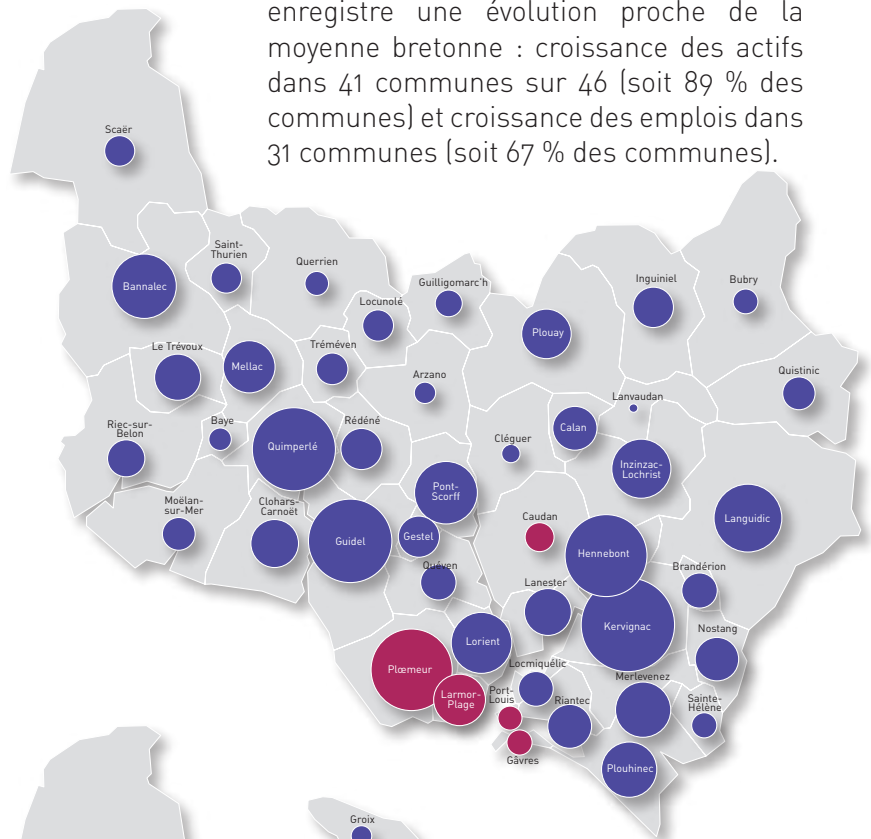 enregistre une évolution proche de la
moyenne bretonne : croissance des actifs
dans 41 communes sur 46 (soit 89 % des
communes) et croissance des emplois dans
31 communes (soit 67 % des communes).
Scaër
Saint-
Thurien
Bannalec
Querrien
Locunolé
Guilligomarc'h
Plouay
Inguiniel
Bubry
Le Trévoux
Mellac
Tréméven
Arzano
Quistinic
Lanvaudan
Riec-sur-
Belon
Baye
Quimperlé
Rédéné
Cléguer
Calan
Inzinzac-
Lochrist
Pont-
Scorff
Languidic
Moëlan-
sur-Mer
Clohars-
Carnoët
Guidel
Gestel
Caudan
Hennebont
Quéven
Brandérion
Lanester
Kervignac
Nostang
Lorient
Plœmeur
Locmiquélic
Merlevenez
Larmor-
Plage
Port-
Louis
Riantec
Sainte-
Hélène
Gâvres
Plouhinec
Groix